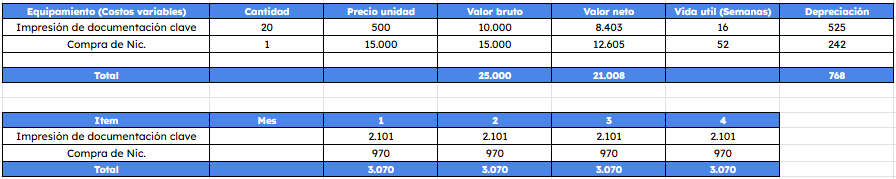 Equipamiento (Costos variables) Cantidad Precio unidad Valor bruto Valor neto Vida util (Semanas) Depreciación
Impresión de documentación clave 20 500 10.000 8.403 16 525
Compra de Nic. 1 15.000 15.000 12.605 52 242
Total 25.000 21.008 768
Item Mes 1 2 3 4
Impresión de documentación clave 2.101 2.101 2.101 2.101
Compra de Nic. 970 970 970 970
Total 3.070 3.070 3.070 3.070